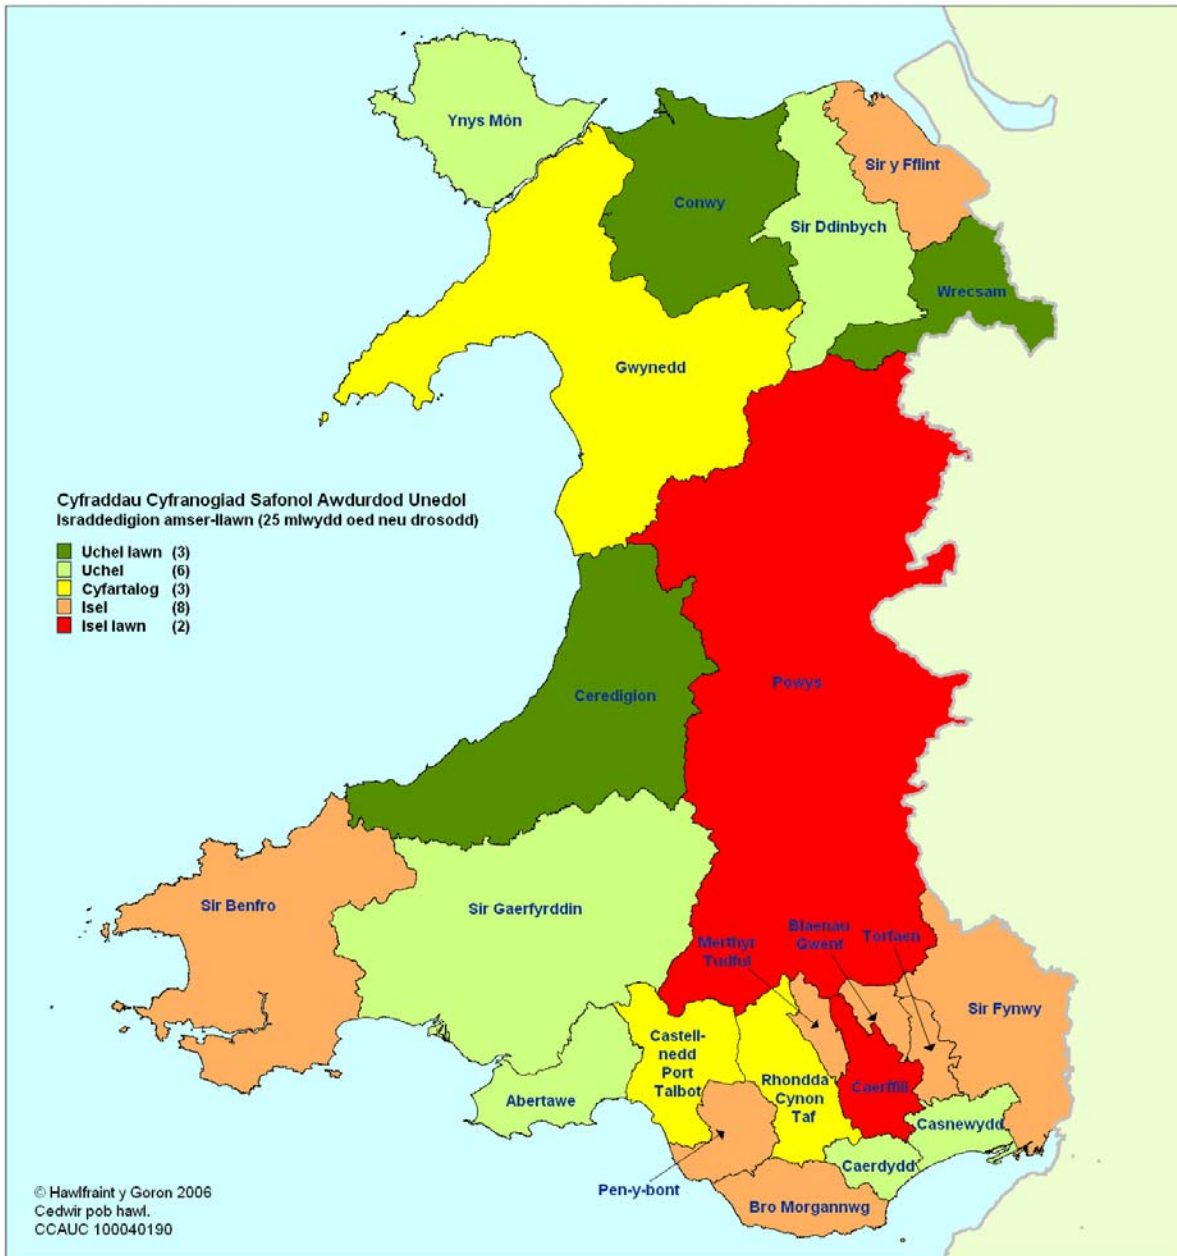 Ynys Môn
Conwy
Sir y Fflint
Sir Ddinbych
Wrecsam
Gwynedd
Cyfraddau Cyfranogiad Safonol Awdurdod Unedol
Israddedigion amser-llawn (25 mlwydd oed neu drosodd)
Uchel Iawn (3)
Uchel (6)
Cyfartalog (3)
Isel (8)
Isel Iawn (2)
Powys
Ceredigion
Sir Benfro
Sir Gaerfyrddin
Merthyr
Tudful
Blaenau
Gwent
Torfaen
Sir Fynwy
Castell-
nedd
Port
Talbot
Rhondda
Cynon
Taf
Caerffili
Abertawe
Casnewydd
Caerdydd
Pen-y-bont
Bro Morgannwg
© Hawlfraint y Goron 2006
Cedwir pob hawl.
CCAUC 100040190